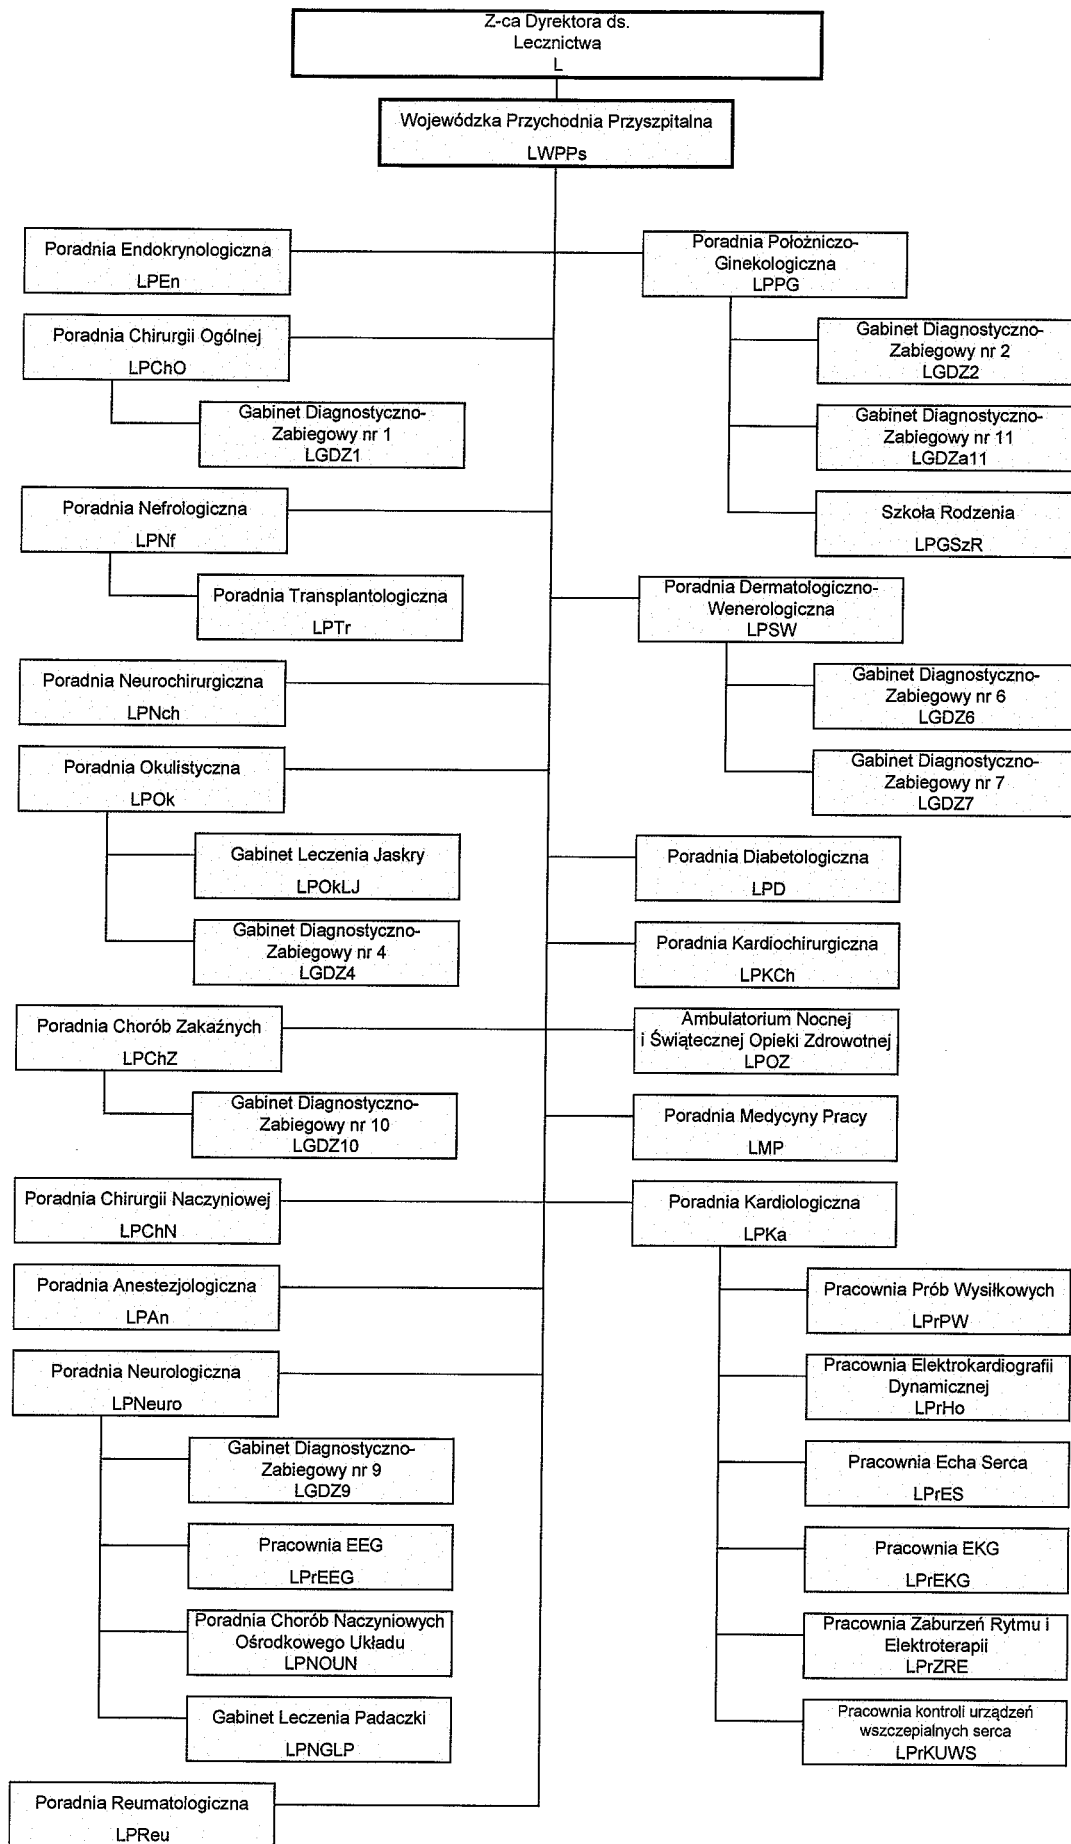 Z-ca Dyrektora ds.
Lecznictwa
L
Wojewódzka Przychodnia Przyszpitalna
LWPPs
Poradnia Endokrynologiczna
LPEn
Poradnia Chirurgii Ogólnej
LPChO
Gabinet Diagnostyczno-
Zabiegowy nr 1
LGDZ1
Poradnia Nefrologiczna
LPNf
Poradnia Transplantologiczna
LPTr
Poradnia Neurochirurgiczna
LPNch
Poradnia Okulistyczna
LPOk
Gabinet Leczenia Jaskry
LPOkLJ
Gabinet Diagnostyczno-
Zabiegowy nr 4
LGDZ4
Poradnia Chorób Zakaźnych
LPChZ
Gabinet Diagnostyczno-
Zabiegowy nr 10
LGDZ10
Poradnia Chirurgii Naczyniowej
LPChN
Poradnia Anestezjologiczna
LPAn
Poradnia Neurologiczna
LPNeuro
Gabinet Diagnostyczno-
Zabiegowy nr 9
LGDZ9
Pracownia EEG
LPrEEG
Poradnia Chorób Naczyniowych
Ośrodkowego Układu
LPNOUN
Gabinet Leczenia Padaczki
LPNGLP
Poradnia Reumatologiczna
LPReu
Poradnia Położniczo-
Ginekologiczna
LPPG
Gabinet Diagnostyczno-
Zabiegowy nr 2
LGDZ2
Gabinet Diagnostyczno-
Zabiegowy nr 11
LGDZa11
Szkoła Rodzenia
LPGSzR
Poradnia Dermatologiczno-
Wenerologiczna
LPSW
Gabinet Diagnostyczno-
Zabiegowy nr 6
LGDZ6
Gabinet Diagnostyczno-
Zabiegowy nr 7
LGDZ7
Poradnia Diabetologiczna
LPD
Poradnia Kardiochirurgiczna
LPKCh
Ambulatorium Nocnej
i Świątecznej Opieki Zdrowotnej
LPOZ
Poradnia Medycyny Pracy
LMP
Poradnia Kardiologiczna
LPKa
Pracownia Prób Wysiłkowych
LPrPW
Pracownia Elektrokardiografii
Dynamicznej
LPrHo
Pracownia Echa Serca
LPrES
Pracownia EKG
LPrEKG
Pracownia Zaburzeń Rytmu i
Elektroterapii
LPrZRE
Pracownia kontroli urządzeń
wszczepialnych serca
LPrKUWS